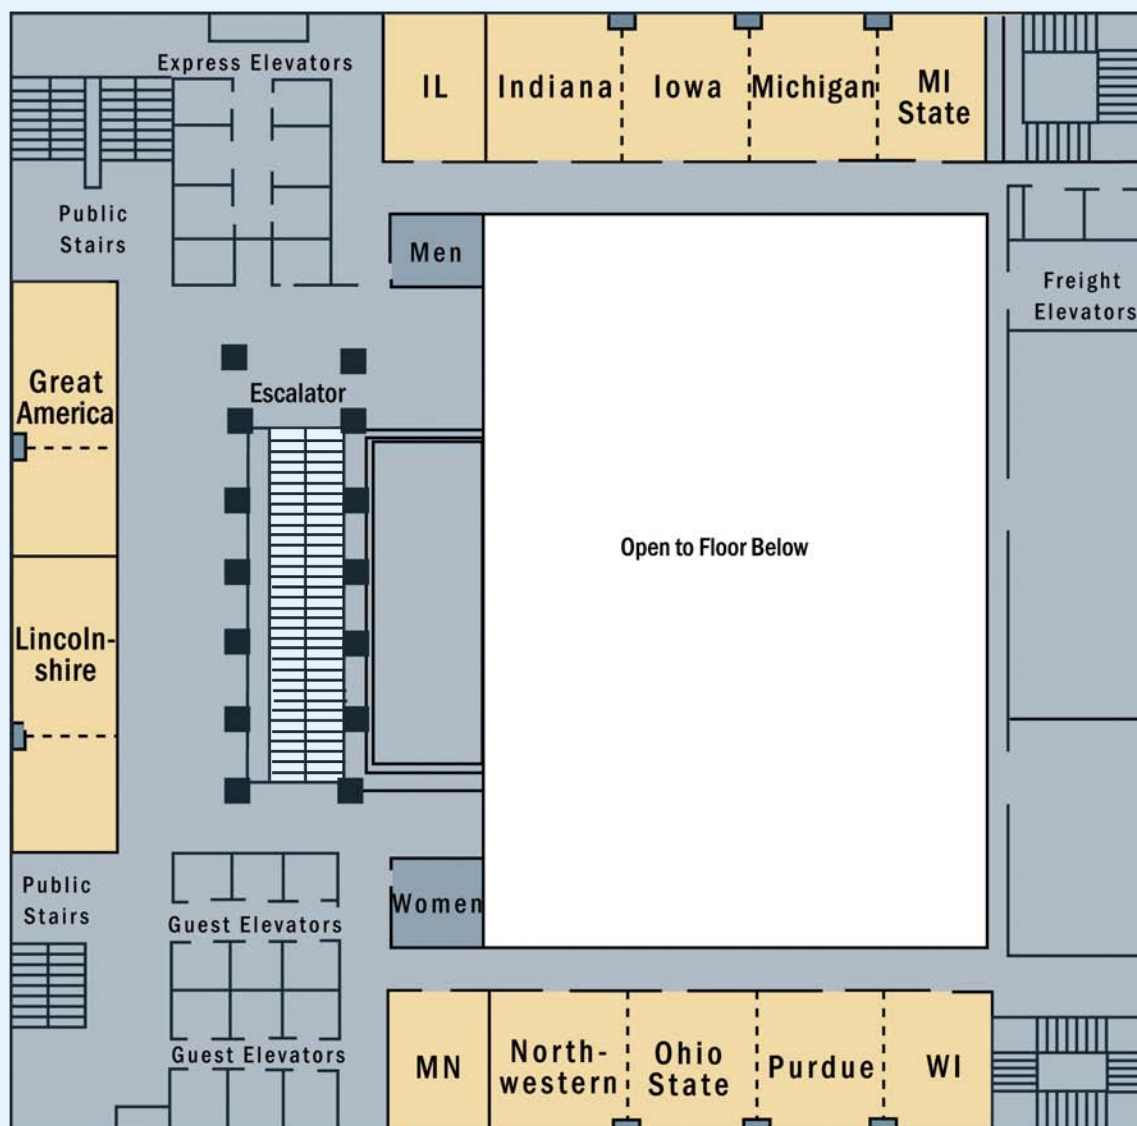 Express Elevators
IL
Indiana
Iowa
Michigan
MI
State
Public
Stairs
Men
Freight
Elevators
Great
America
Escalator
Open to Floor Below
Lincoln-
shire
Public
Stairs
Women
Guest Elevators
Guest Elevators
MN
North-
western
Ohio
State
Purdue
WI